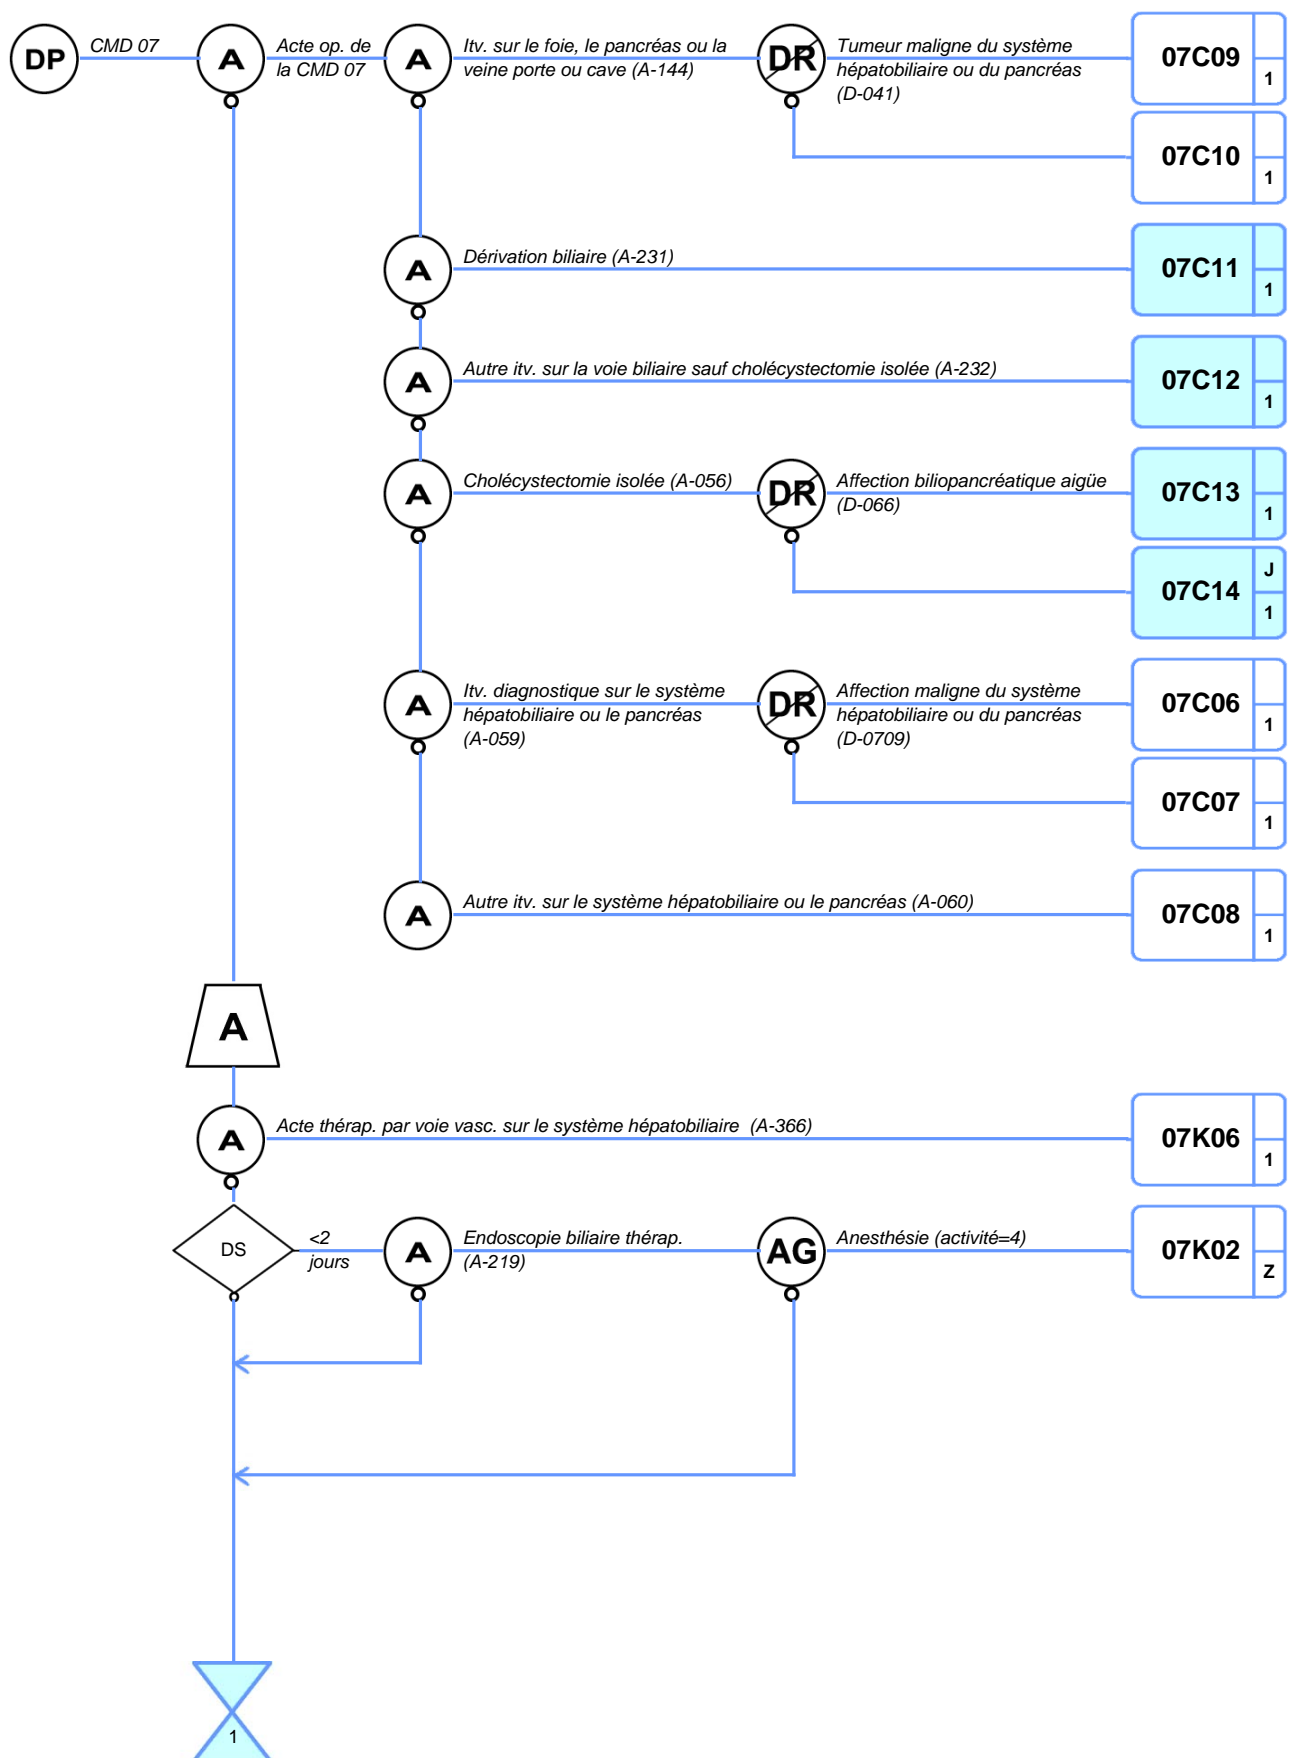 DP
CMD 07
A
Acte op. de
la CMD 07
A
Itv. sur le foie, le pancréas ou la
veine porte ou cave (A-144)
DR
Tumeur maligne du système
hépatobiliaire ou du pancréas
(D-041)
07C09
1
07C10
1
A
Dérivation biliaire (A-231)
07C11
1
A
Autre itv. sur la voie biliaire sauf cholécystectomie isolée (A-232)
07C12
1
A
Cholécystectomie isolée (A-056)
DR
Affection biliopancréatique aigüe
(D-066)
07C13
1
07C14
J
1
A
Itv. diagnostique sur le système
hépatobiliaire ou le pancréas
(A-059)
DR
Affection maligne du système
hépatobiliaire ou du pancréas
(D-0709)
07C06
1
07C07
1
A
Autre itv. sur le système hépatobiliaire ou le pancréas (A-060)
07C08
1
A
A
Acte thérap. par voie vasc. sur le système hépatobiliaire (A-366)
07K06
1
DS
<2
jours
A
Endoscopie biliaire thérap.
(A-219)
AG
Anesthésie (activité=4)
07K02
Z
1